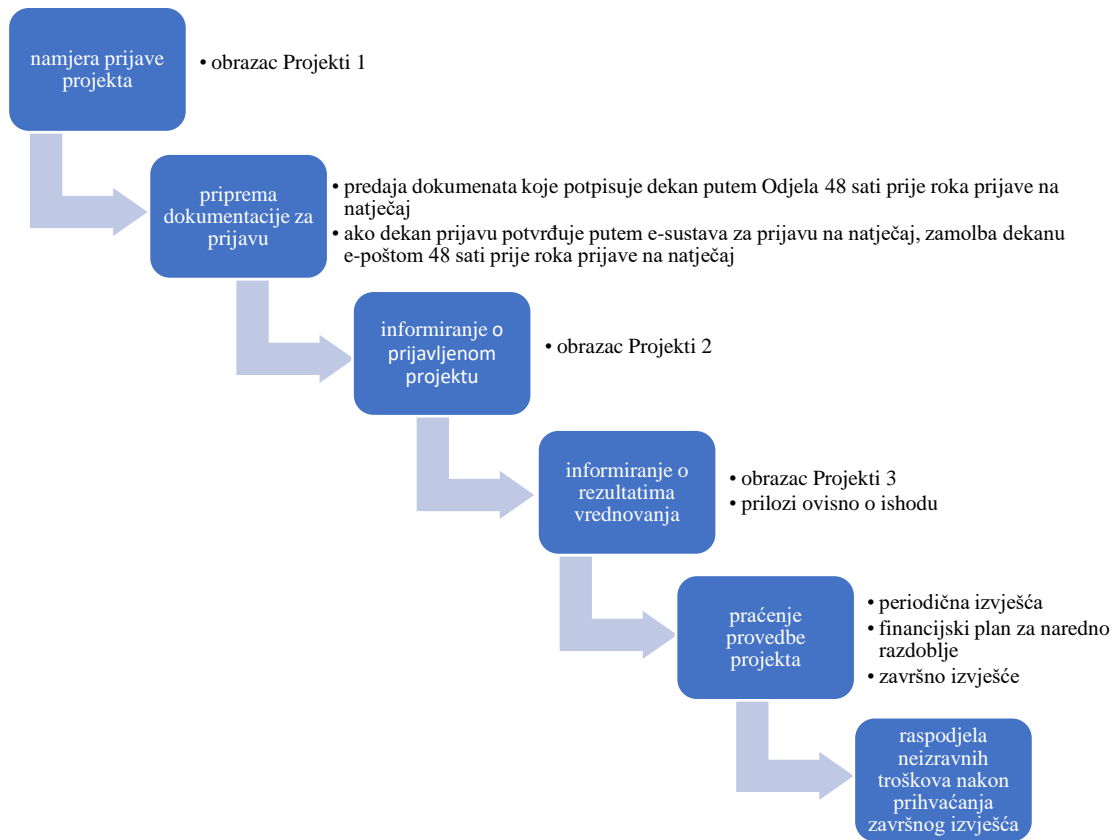 namjera prijave
projekta
• obrazac Projekti 1
priprema
dokumentacije za
prijavu
• predaja dokumenata koje potpisuje dekan putem Odjela 48 sati prije roka prijave na
natječaj
• ako dekan prijavu potvrđuje putem e-sustava za prijavu na natječaj, zamolba dekanu
e-poštom 48 sati prije roka prijave na natječaj
informiranje o
prijavljenom
projektu
• obrazac Projekti 2
informiranje o
rezultatima
vrednovanja
• obrazac Projekti 3
• prilozi ovisno o ishodu
praćenje
provedbe
projekta
• periodična izvješća
• financijski plan za naredno
razdoblje
• završno izvješće
raspodjela
neizravnih
troškova nakon
prihvaćanja
završnog izvješća